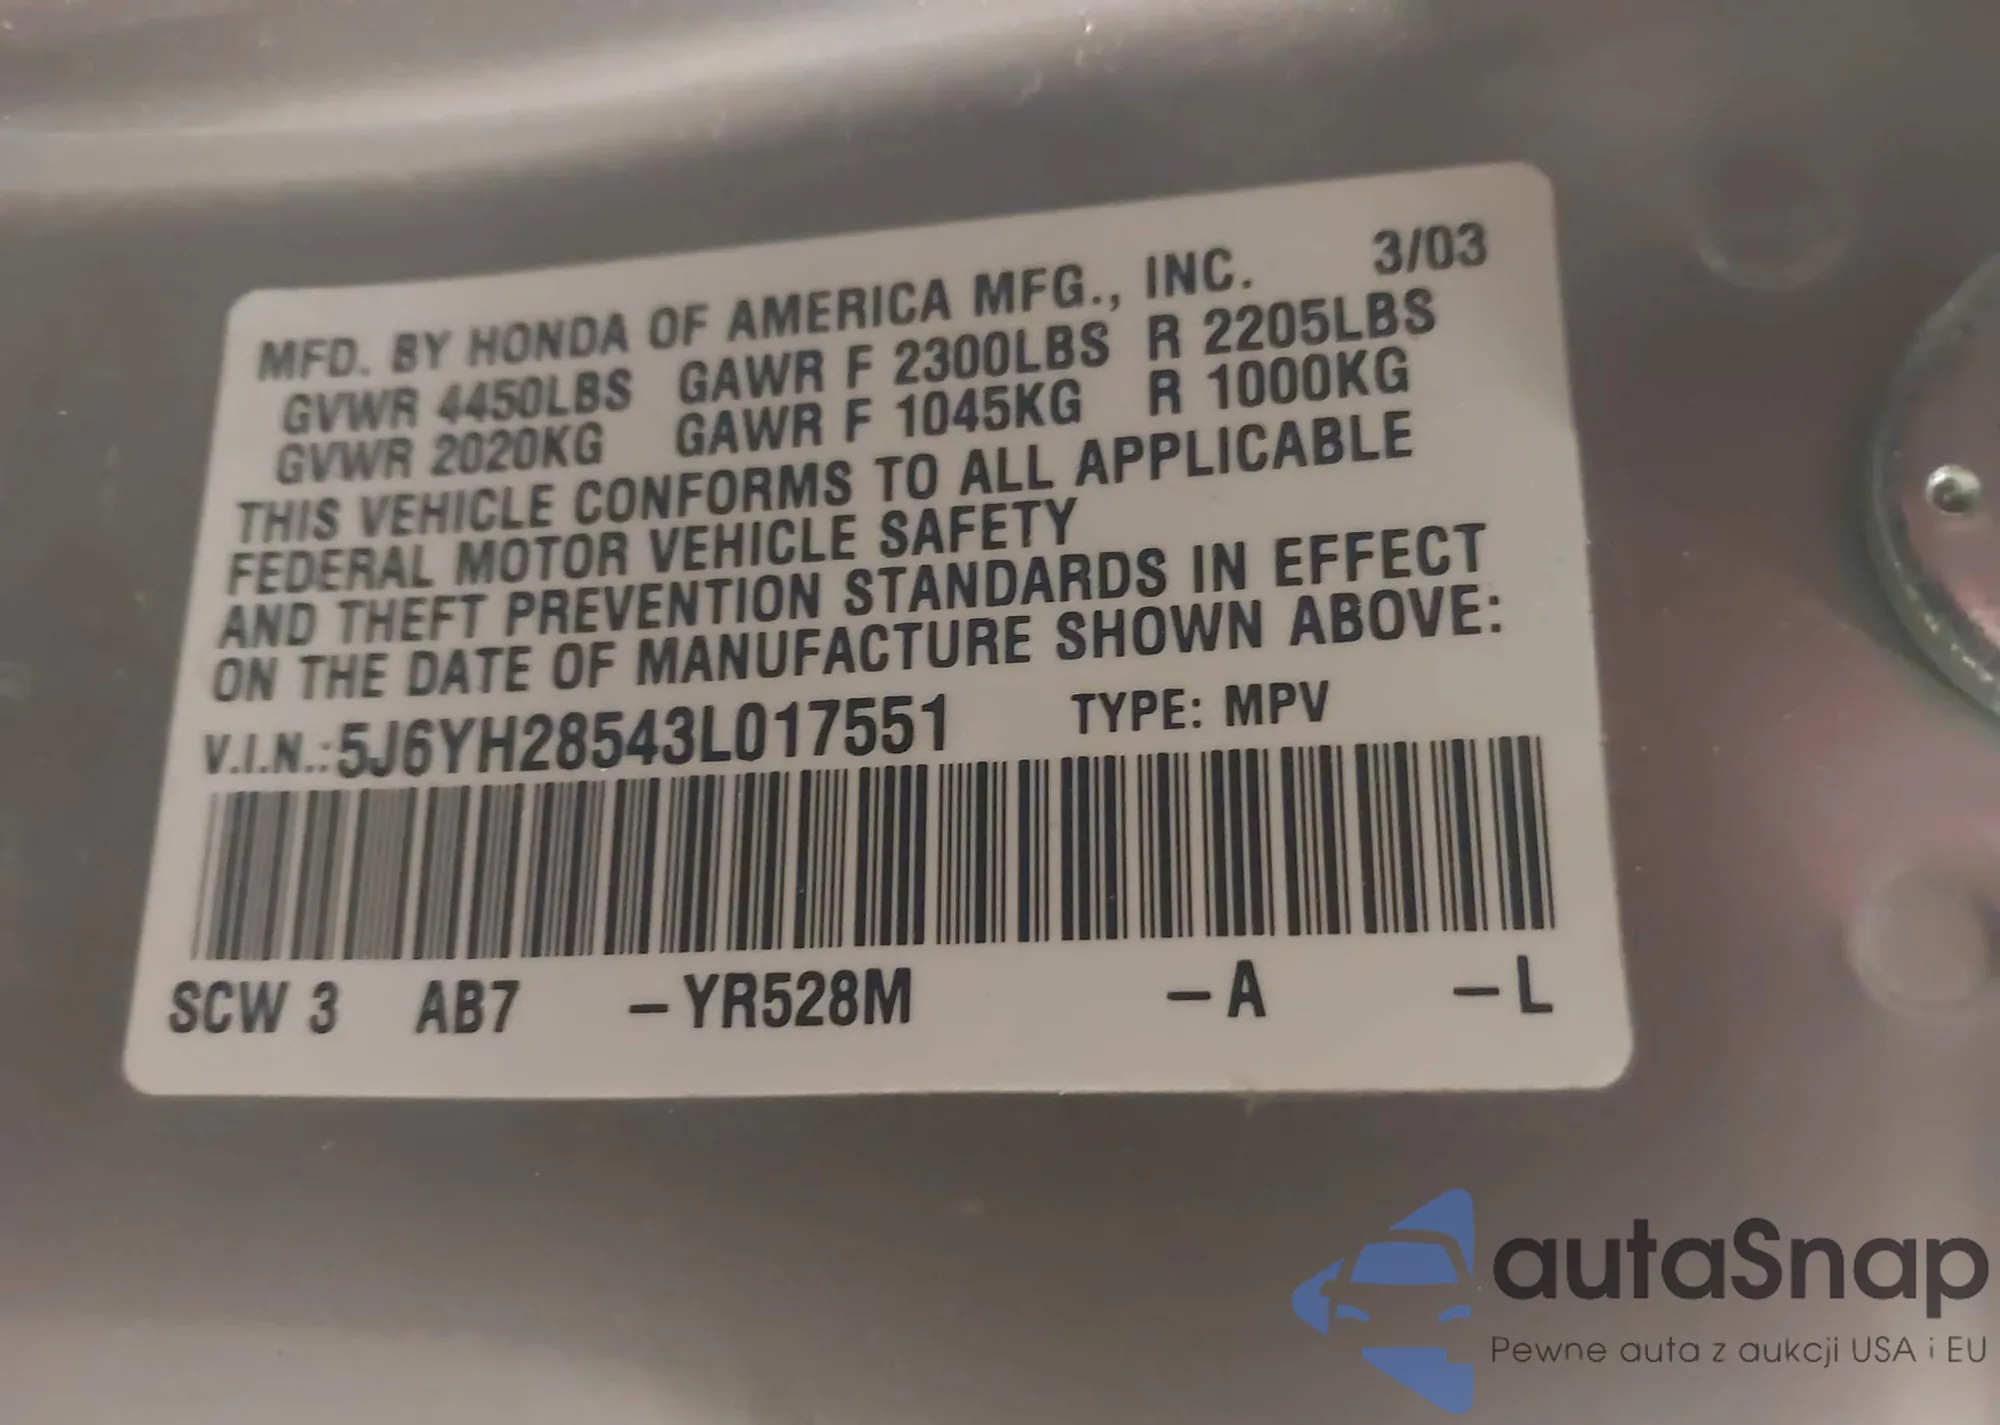 MFD. BY HONDA OF AMERICA MFG., INC. 3/03
GVWR 4450LBS GAWR F 2300LBS R 2205LBS
GVWR 2020KG GAWR F 1045KG R 1000KG
THIS VEHICLE CONFORMS TO ALL APPLICABLE
FEDERAL MOTOR VEHICLE SAFETY
AND THEFT PREVENTION STANDARDS IN EFFECT
ON THE DATE OF MANUFACTURE SHOWN ABOVE:
V.I.N.:5J6YH28543L017551 TYPE: MPV
SCW 3 AB7 -YR528M -A -L
autaSnap
Pewne auta z aukcji USA i EU